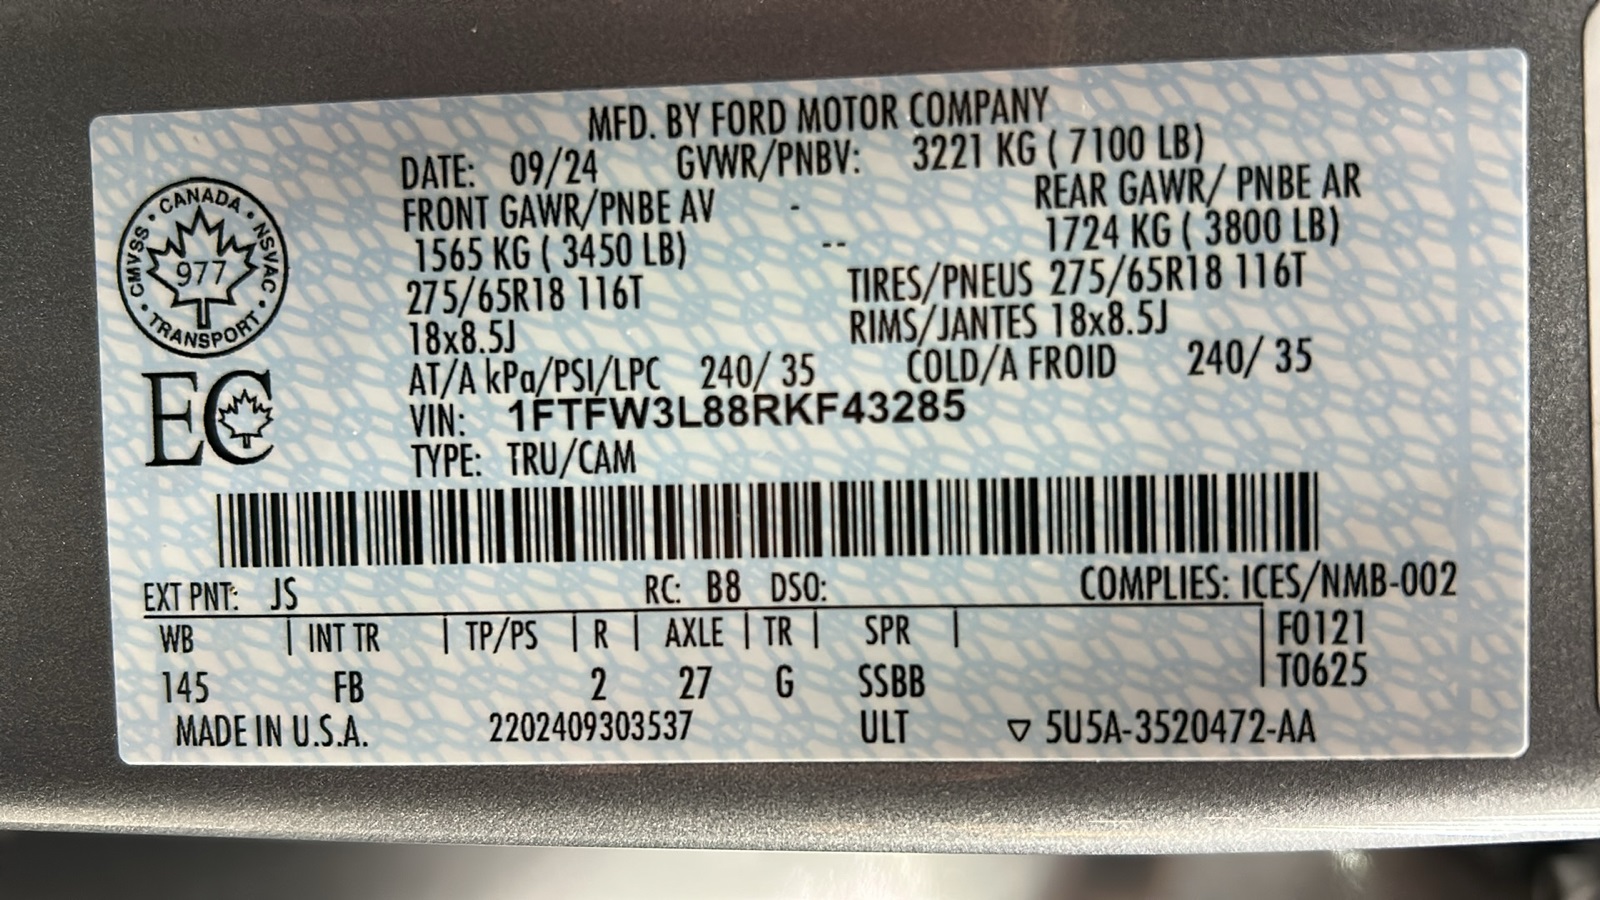 MFD. BY FORD MOTOR COMPANY
DATE: 09/24 GVWR/PNBV: 3221 KG ( 7100 LB)
FRONT GAWR/PNBE AV - REAR GAWR/ PNBE AR
1565 KG ( 3450 LB) -- 1724 KG ( 3800 LB)
275/65R18 116T TIRES/PNEUS 275/65R18 116T
18x8.5J RIMS/JANTES 18x8.5J
AT/A kPa/PSI/LPC 240/ 35 COLD/A FROID 240/ 35
VIN: 1FTFW3L88RKF43285
TYPE: TRU/CAM
CANADA • NSVAC • TRANSPORT • CMVSS •
977
EC
EXT PNT: JS RC: B8 DSO: COMPLIES: ICES/NMB-002
WB | INT TR | TP/PS | R | AXLE | TR | SPR | F0121
145 FB 2 27 G SSBB T0625
MADE IN U.S.A. 2202409303537 ULT ▽ 5U5A-3520472-AA